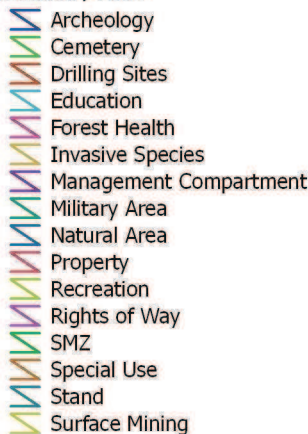 Archeology
Cemetery
Drilling Sites
Education
Forest Health
Invasive Species
Management Compartment
Military Area
Natural Area
Property
Recreation
Rights of Way
SMZ
Special Use
Stand
Surface Mining